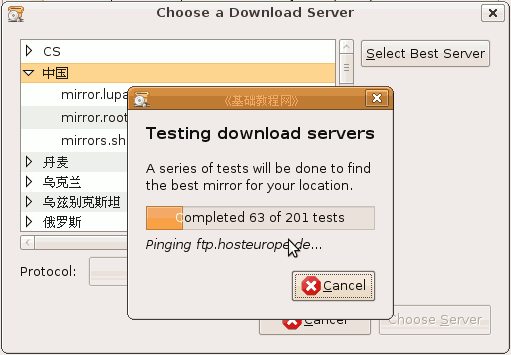 Choose a Download Server
CS
中国
mirror.lupa
mirror.root
mirrors.sh
丹麦
乌克兰
乌兹别克斯坦
俄罗斯
Select Best Server
《基础教程网》
Testing download servers
A series of tests will be done to find
the best mirror for your location.
Completed 63 of 201 tests
Pinging ftp.hosteurope.de...
Cancel
Protocol:
Cancel
Choose Server